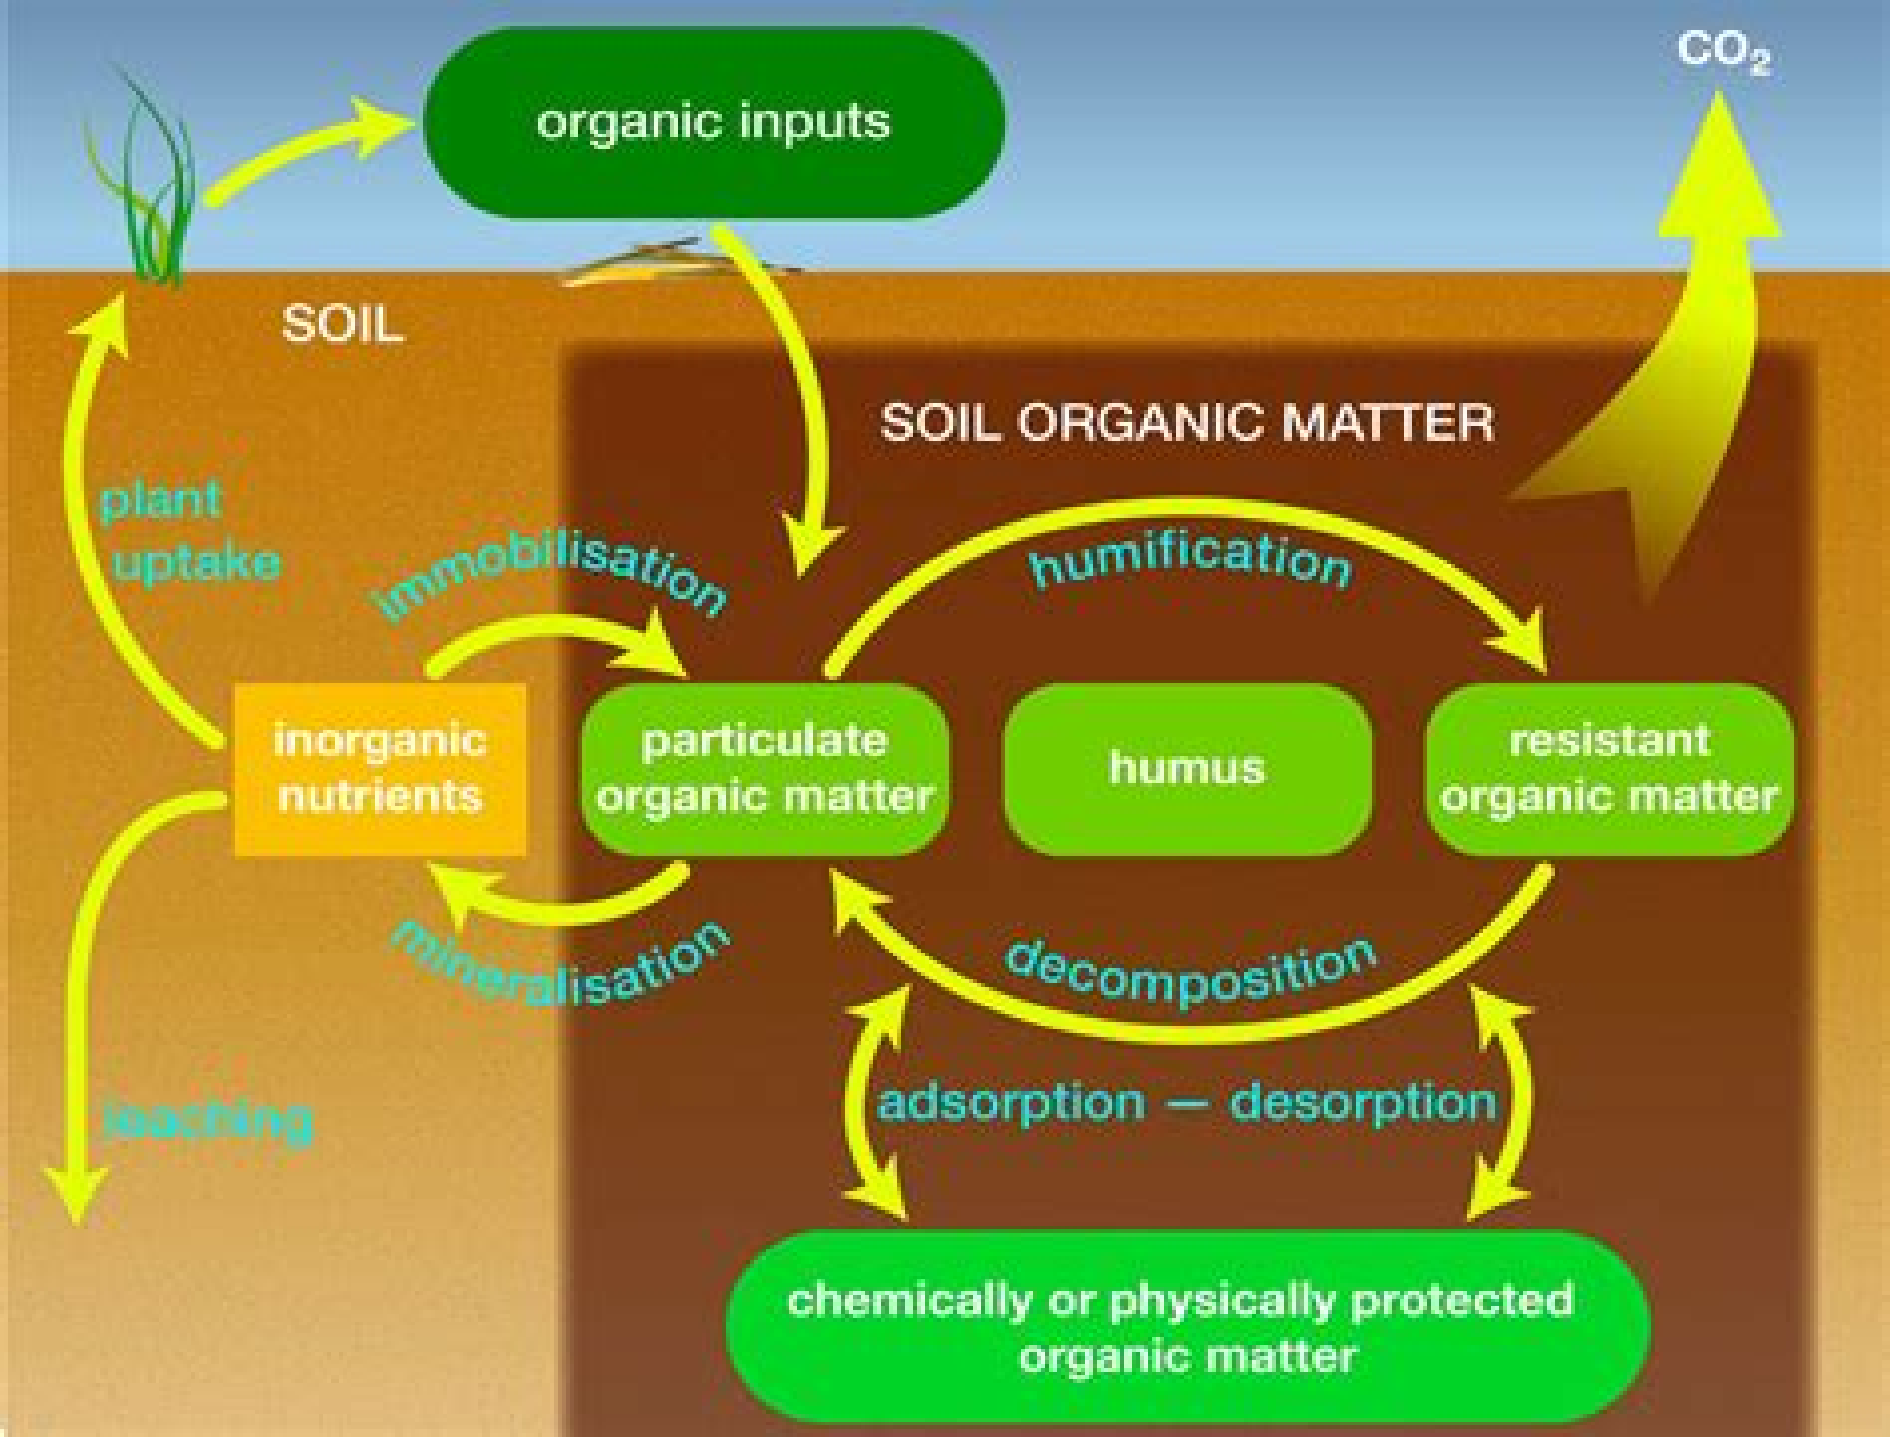 CO₂
organic inputs
SOIL
SOIL ORGANIC MATTER
plant
uptake
immobilisation
humification
inorganic
nutrients
particulate
organic matter
humus
resistant
organic matter
mineralisation
decomposition
leaching
adsorption — desorption
chemically or physically protected
organic matter